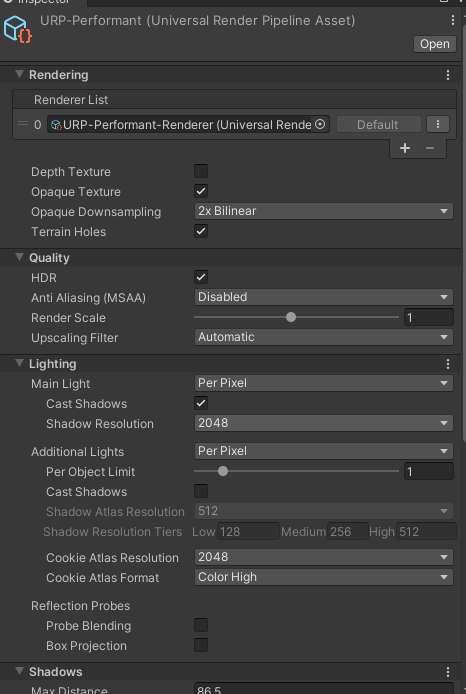 Inspector
URP-Performant (Universal Render Pipeline Asset)
Open
Rendering
Renderer List
0 URP-Performant-Renderer (Universal Rende Default
Depth Texture
Opaque Texture
Opaque Downsampling 2x Bilinear
Terrain Holes
Quality
HDR
Anti Aliasing (MSAA) Disabled
Render Scale 1
Upscaling Filter Automatic
Lighting
Main Light Per Pixel
Cast Shadows
Shadow Resolution 2048
Additional Lights Per Pixel
Per Object Limit 1
Cast Shadows
Shadow Atlas Resolution 512
Shadow Resolution Tiers Low 128 Medium 256 High 512
Cookie Atlas Resolution 2048
Cookie Atlas Format Color High
Reflection Probes
Probe Blending
Box Projection
Shadows
Max Distance 86.5